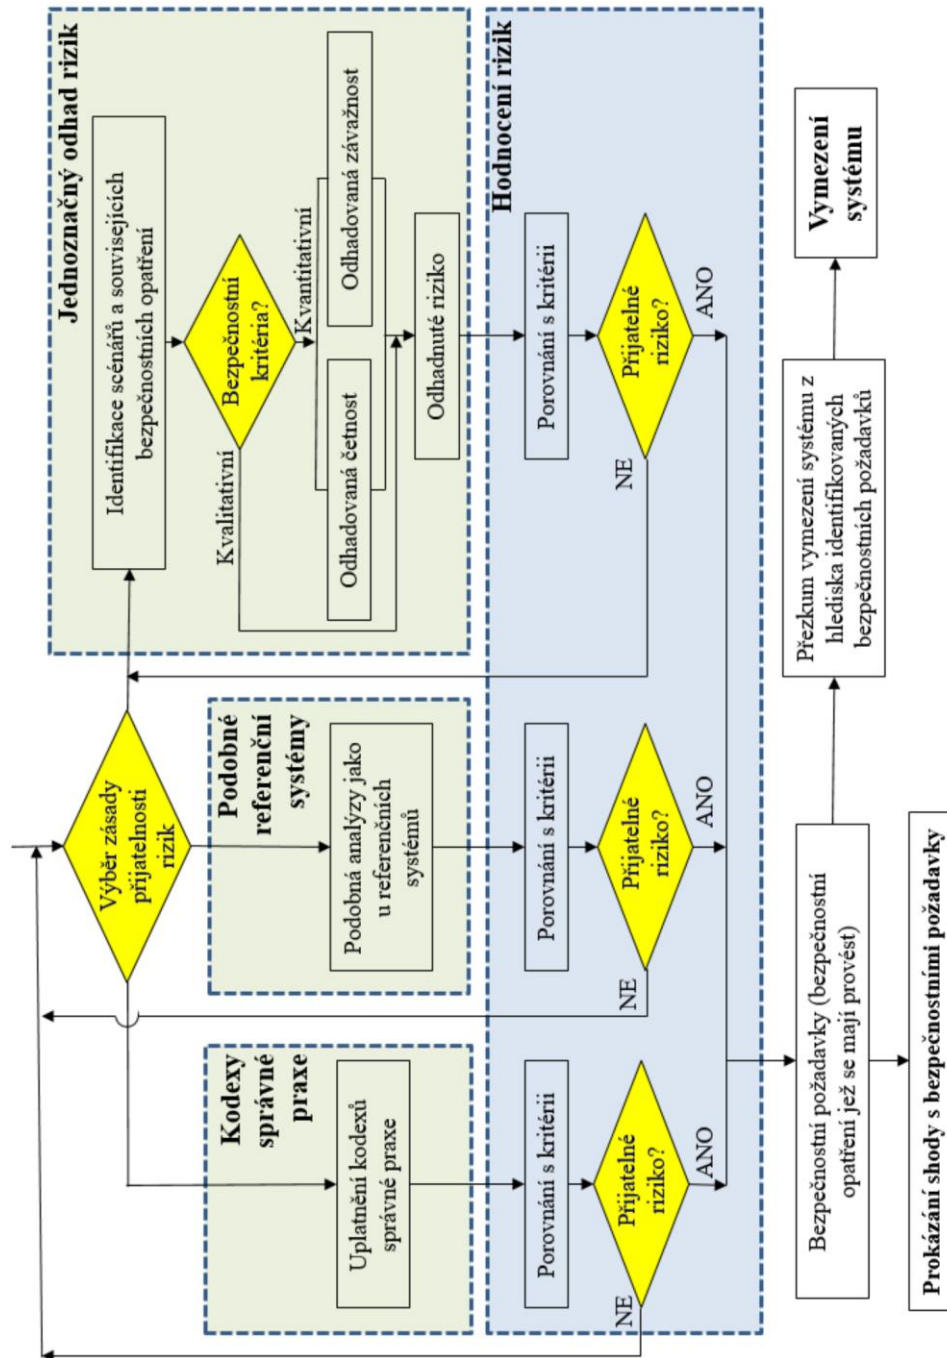 Výběr zásady
přijatelnosti
rizik
Kodexy
správné
praxe
Uplatnění kodexů
správné praxe
Podobné
referenční
systémy
Podobná analýzy jako
u referenčních
systémů
Jednoznačný odhad rizik
Identifikace scénářů a souvisejících
bezpečnostních opatření
Bezpečnostní
kritéria?
Kvalitativní
Kvantitativní
Odhadovaná četnost
Odhadovaná závažnost
Odhadnuté riziko
Hodnocení rizik
Porovnání s kritérii
Porovnání s kritérii
Porovnání s kritérii
Přijatelné
riziko?
Přijatelné
riziko?
Přijatelné
riziko?
NE
ANO
NE
ANO
NE
ANO
Bezpečnostní požadavky (bezpečnostní
opatření jež se mají provést)
Přezkum vymezení systému z
hlediska identifikovaných
bezpečnostních požadavků
Vymezení
systému
Prokázání shody s bezpečnostními požadavky